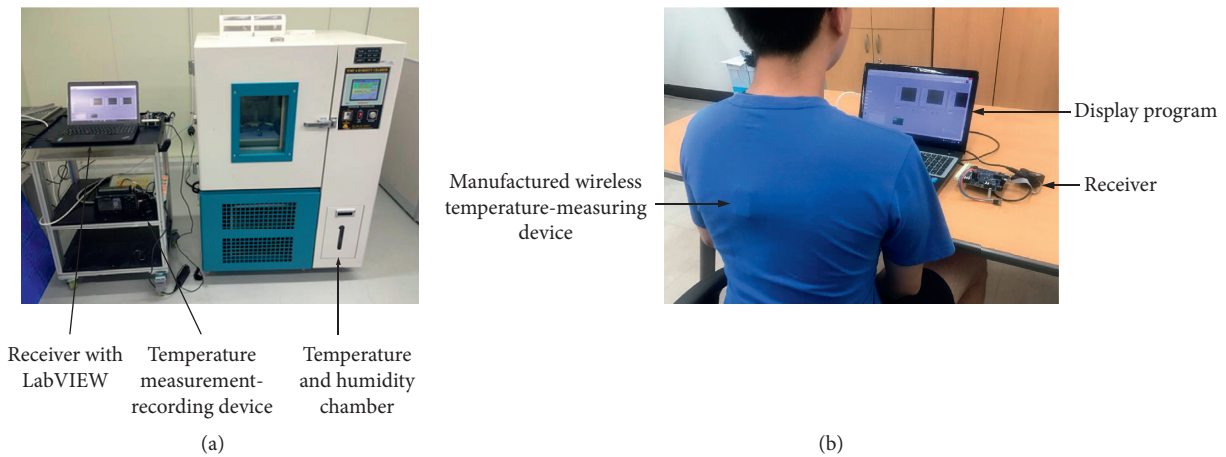 Display program
Receiver
Manufactured wireless
temperature-measuring
device
Receiver with
LabVIEW
Temperature
measurement-
recording device
Temperature
and humidity
chamber
(a)
(b)